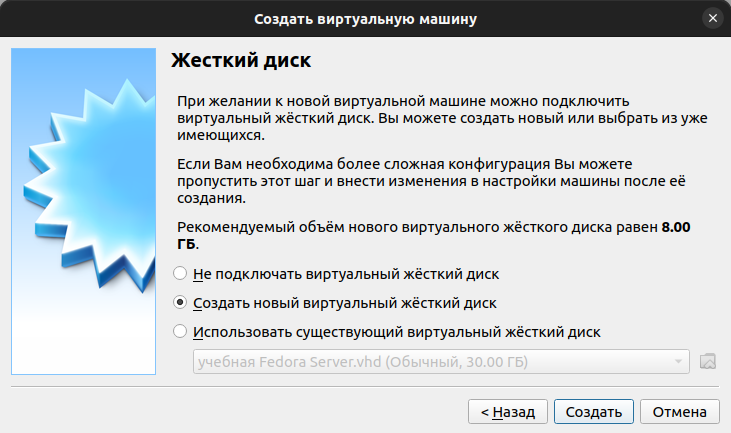 Создать виртуальную машину
Жесткий диск
При желании к новой виртуальной машине можно подключить
виртуальный жёсткий диск. Вы можете создать новый или выбрать из уже
имеющихся.
Если Вам необходима более сложная конфигурация Вы можете
пропустить этот шаг и внести изменения в настройки машины после её
создания.
Рекомендуемый объём нового виртуального жёсткого диска равен 8.00
ГБ.
Не подключать виртуальный жёсткий диск
Создать новый виртуальный жёсткий диск
Использовать существующий виртуальный жёсткий диск
учебная Fedora Server.vhd (Обычный, 30.00 ГБ)
< Назад
Создать
Отмена